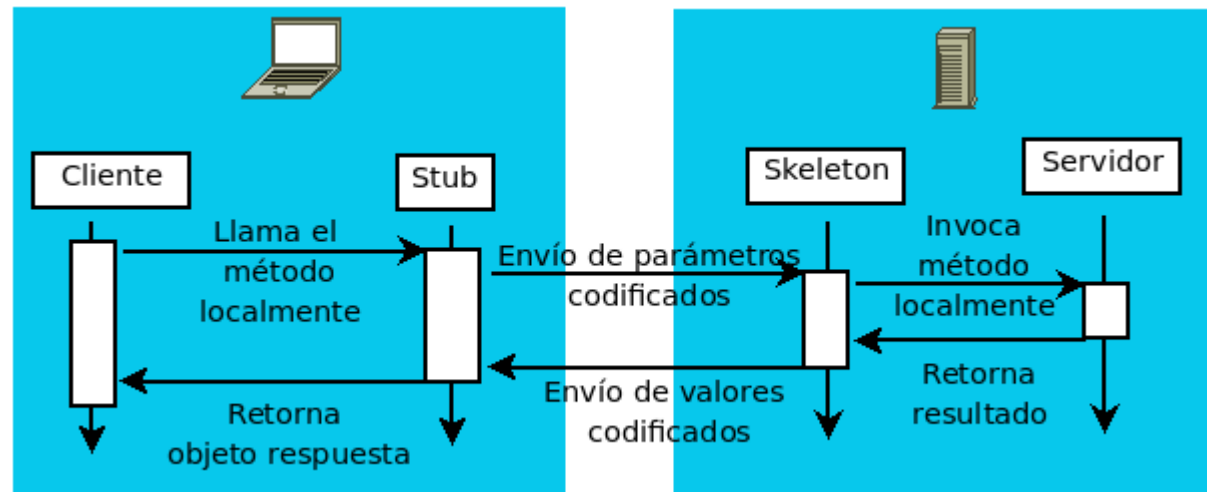 Cliente
Stub
Skeleton
Servidor
Llama el
método
localmente
Envío de parámetros
codificados
Invoca
método
localmente
Retorna
resultado
Envío de valores
codificados
Retorna
objeto respuesta